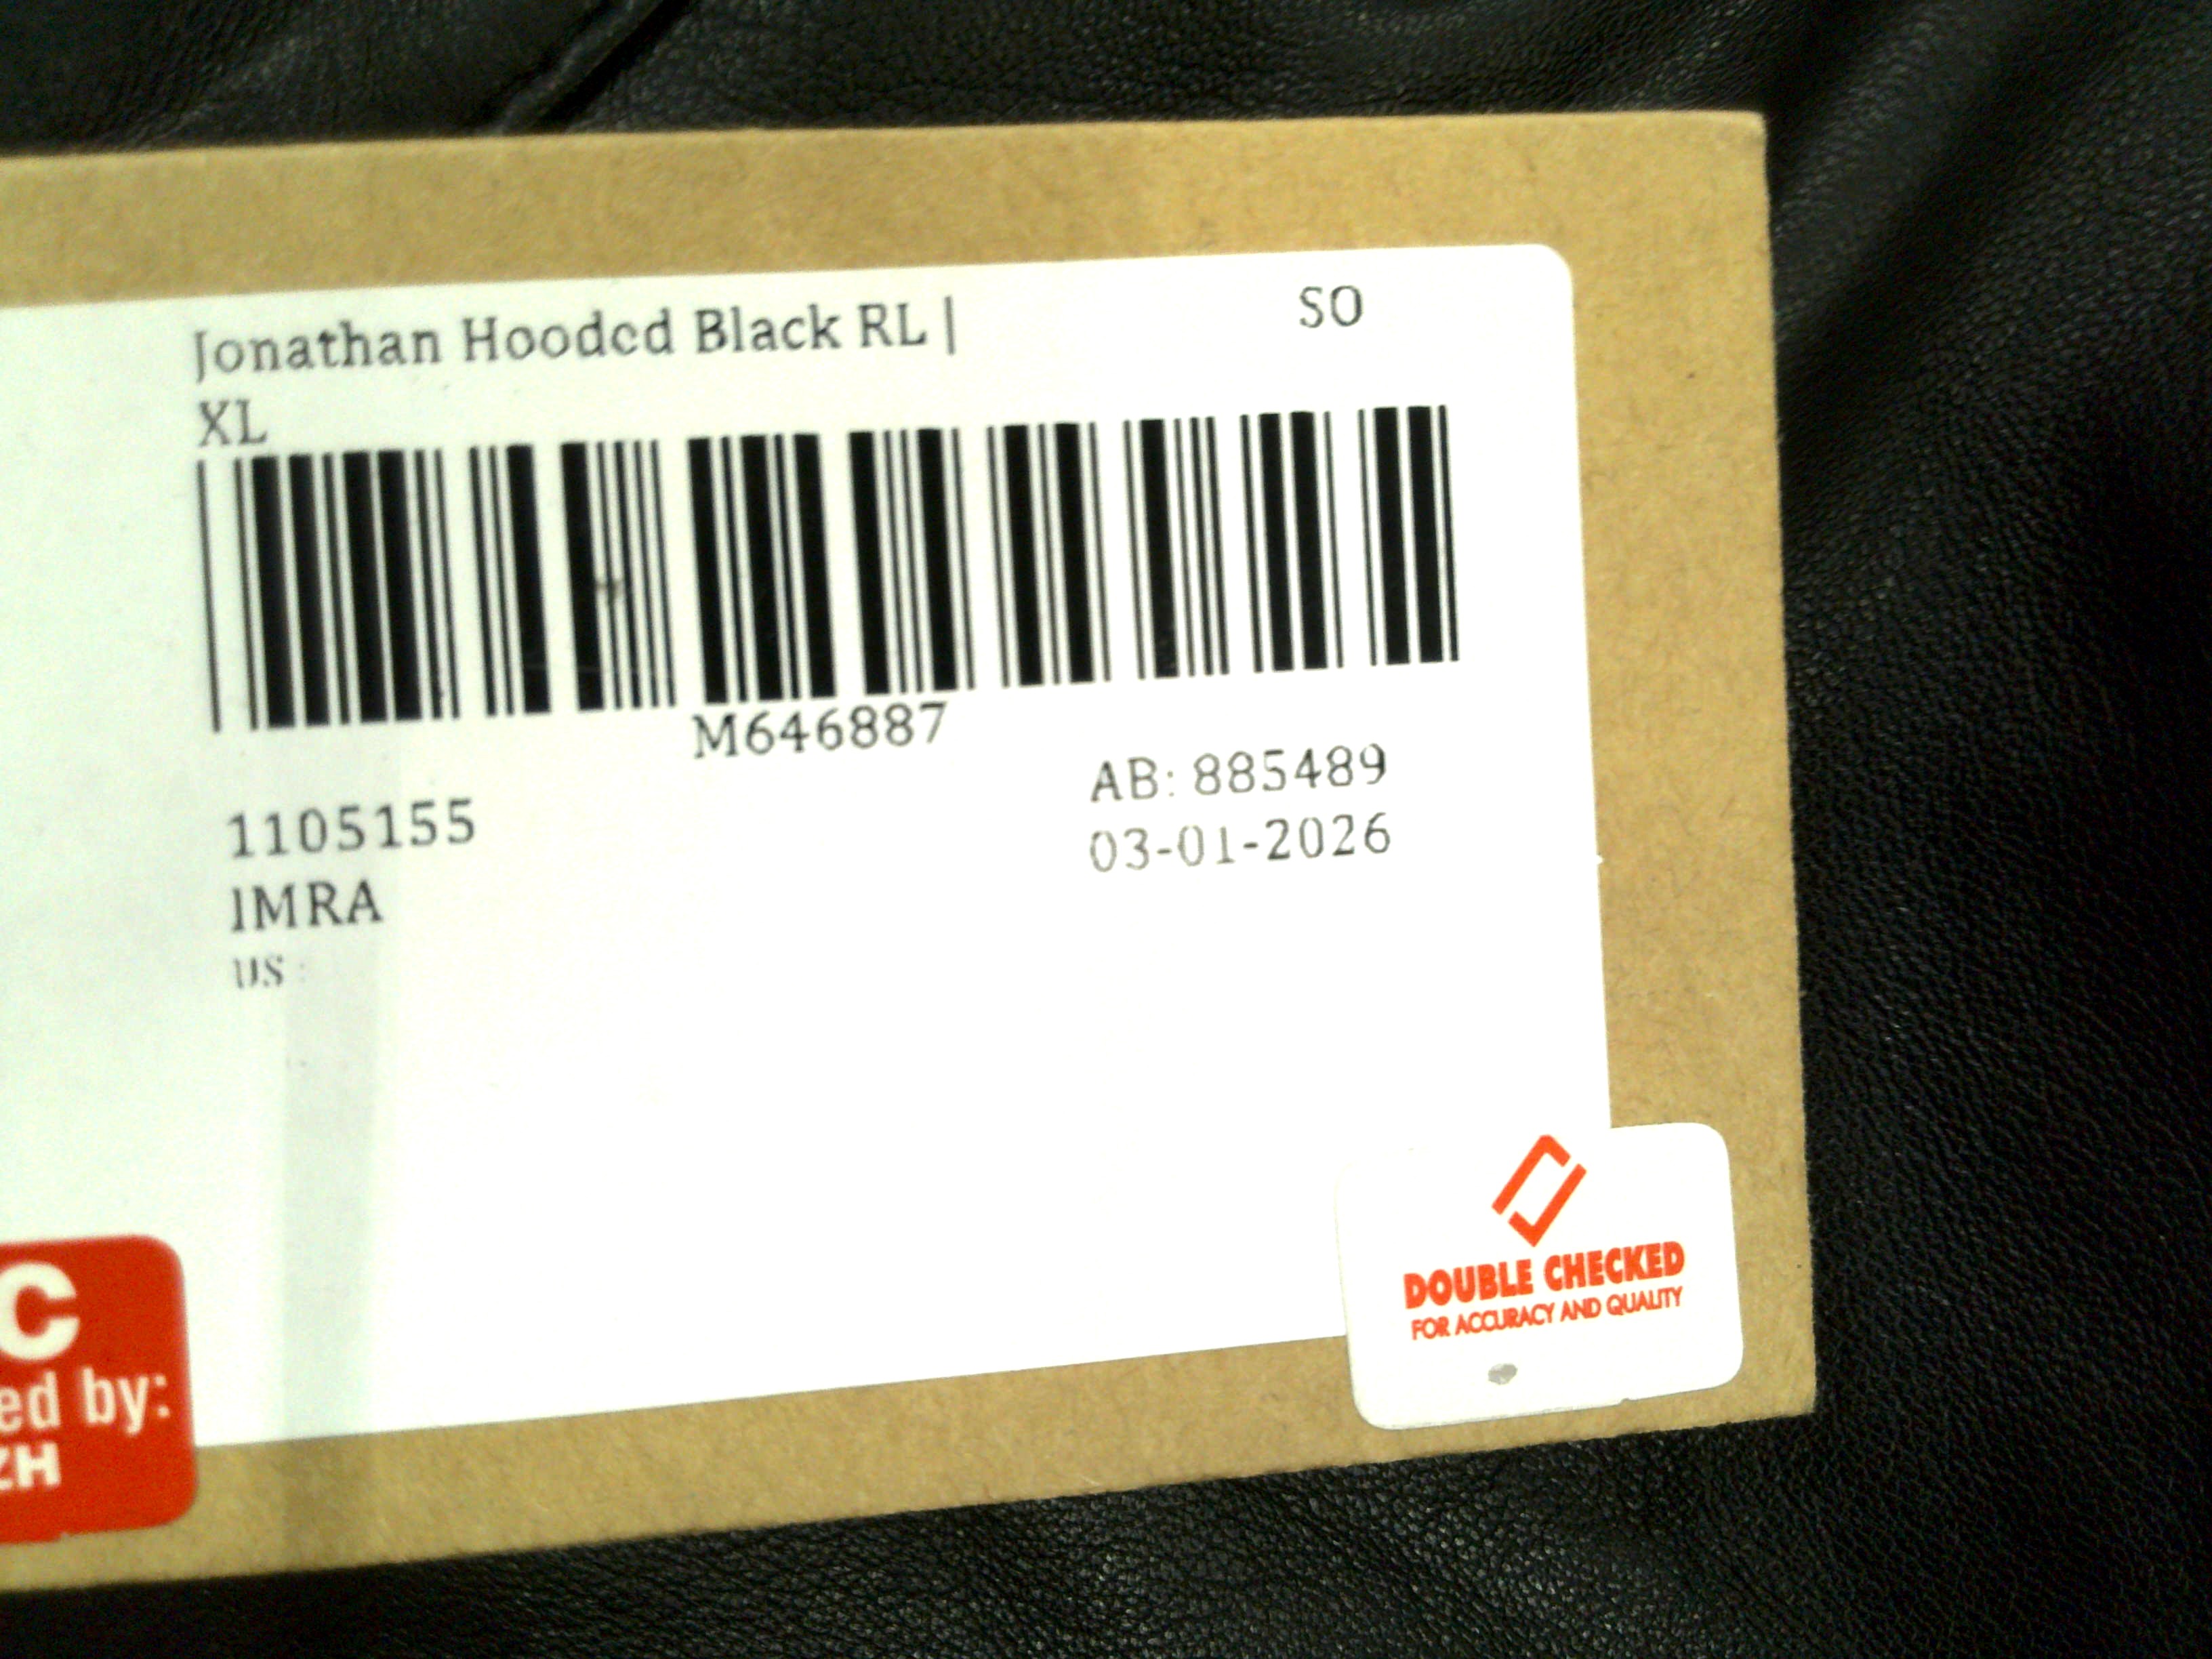 Jonathan Hooded Black RL |
SO
XL
M646887
AB: 885489
1105155
03-01-2026
IMRA
US :
C
ed by:
ZH
DOUBLE CHECKED
FOR ACCURACY AND QUALITY